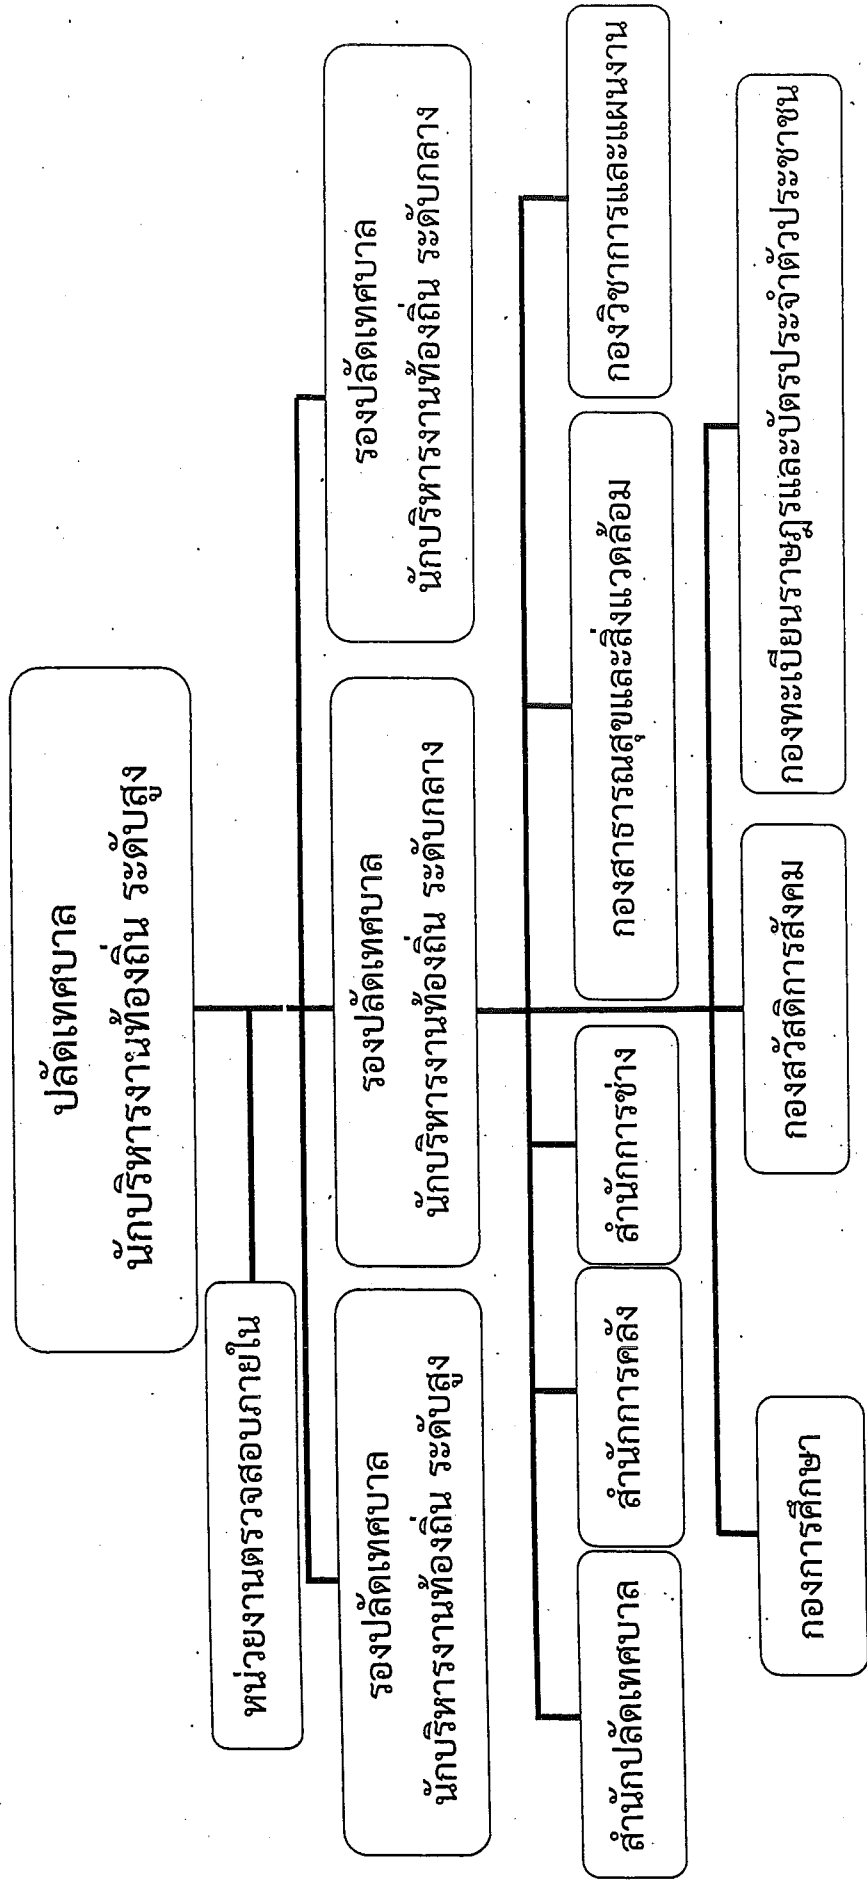 ปลัดเทศบาล
นักบริหารงานท้องถิ่น ระดับสูง
หน่วยงานตรวจสอบภายใน
รองปลัดเทศบาล
นักบริหารงานท้องถิ่น ระดับสูง
รองปลัดเทศบาล
นักบริหารงานท้องถิ่น ระดับกลาง
รองปลัดเทศบาล
นักบริหารงานท้องถิ่น ระดับกลาง
สำนักปลัดเทศบาล
สำนักการคลัง
สำนักการช่าง
กองสาธารณสุขและสิ่งแวดล้อม
กองวิชาการและแผนงาน
กองการศึกษา
กองสวัสดิการสังคม
กองทะเบียนราษฎรและบัตรประจำตัวประชาชน